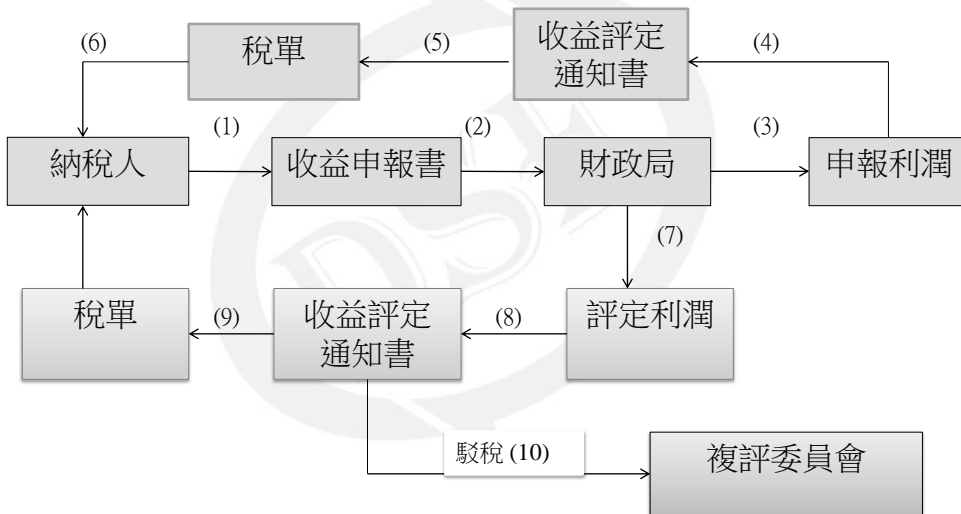 (6)
稅單
(5)
收益評定
通知書
(4)
納稅人
(1)
收益申報書
(2)
財政局
(3)
申報利潤
(7)
稅單
(9)
收益評定
通知書
(8)
評定利潤
駁稅 (10)
複評委員會
DSF